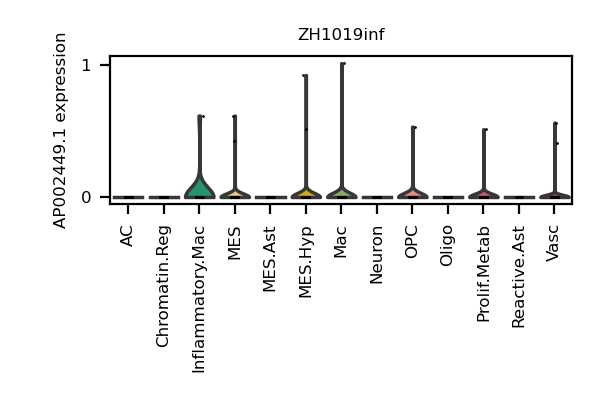 ZH1019inf
AP002449.1 expression
1
0
AC
Chromatin.Reg
Inflammatory.Mac
MES
MES.Ast
MES.Hyp
Mac
Neuron
OPC
Oligo
Prolif.Metab
Reactive.Ast
Vasc